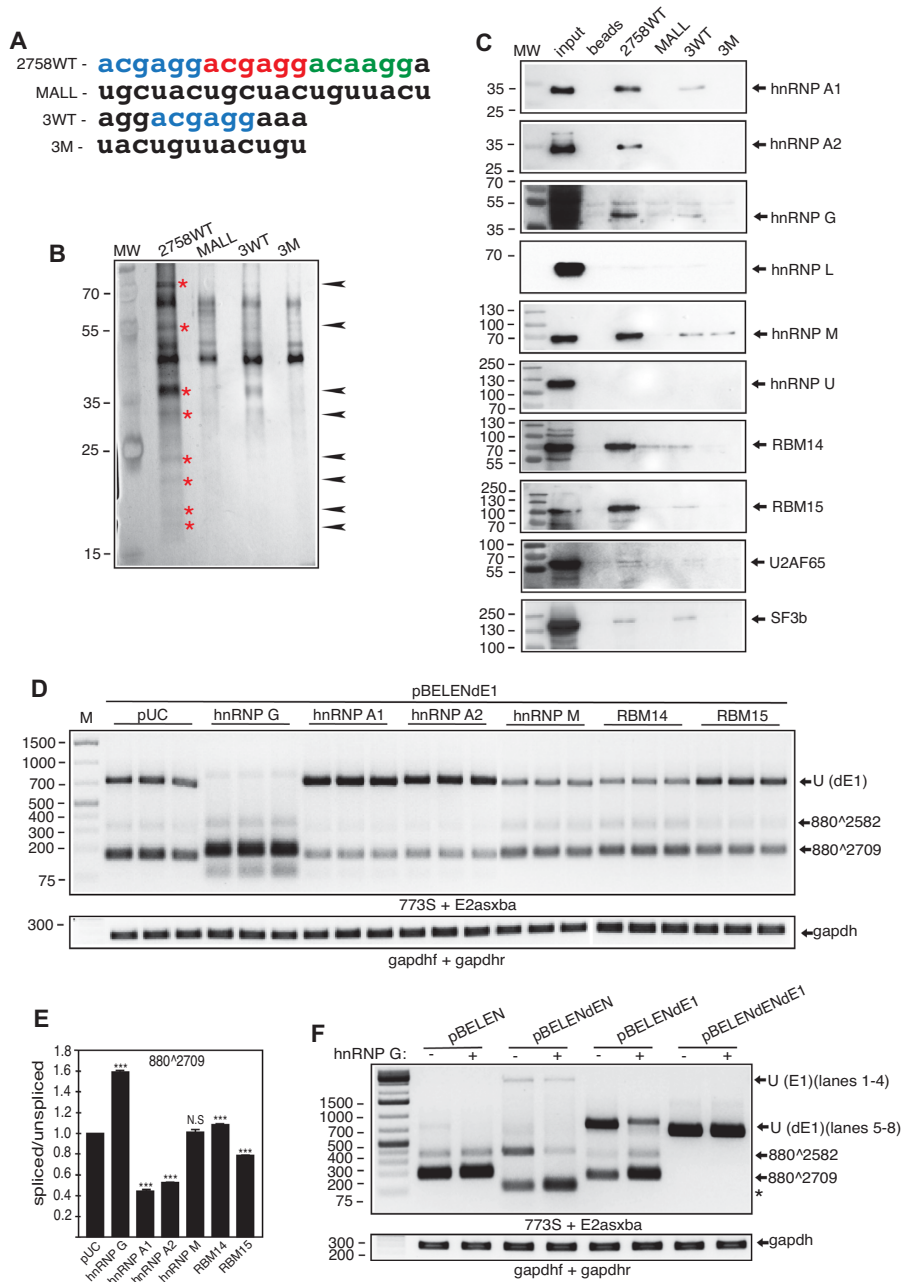 A
2758WT - acgaggacgaggacaagga
MALL - ugcuacugcuacuguuacu
3WT - aggacgaggaaa
3M - uacuguuacugu
B
MW 2758WT MALL 3WT 3M
70
55
35
25
15
C
MW input beads 2758WT MALL 3WT 3M
35
25
hnRNP A1
35
25
hnRNP A2
70
55
35
hnRNP G
70
hnRNP L
130
100
70
hnRNP M
250
130
100
70
hnRNP U
130
100
70
55
RBM14
250
130
100
70
RBM15
100
70
55
U2AF65
250
130
100
SF3b
D
pBELENdE1
M pUC hnRNP G hnRNP A1 hnRNP A2 hnRNP M RBM14 RBM15
1500
1000
700
500
400
300
200
75
U (dE1)
880^2582
880^2709
773S + E2asxba
300
gapdh
gapdhf + gapdhr
E
880^2709
spliced/unspliced
1.8
1.6
1.4
1.2
1.0
0.8
0.6
0.4
0.2
*** *** *** N.S *** ***
pUC hnRNP G hnRNP A1 hnRNP A2 hnRNP M RBM14 RBM15
F
pBELEN pBELENdEN pBELENdE1 pBELENdENdE1
hnRNP G: - + - + - + - +
1500
1000
700
500
400
300
200
75
U (E1)(lanes 1-4)
U (dE1)(lanes 5-8)
880^2582
880^2709
*
773S + E2asxba
300
200
gapdh
gapdhf + gapdhr